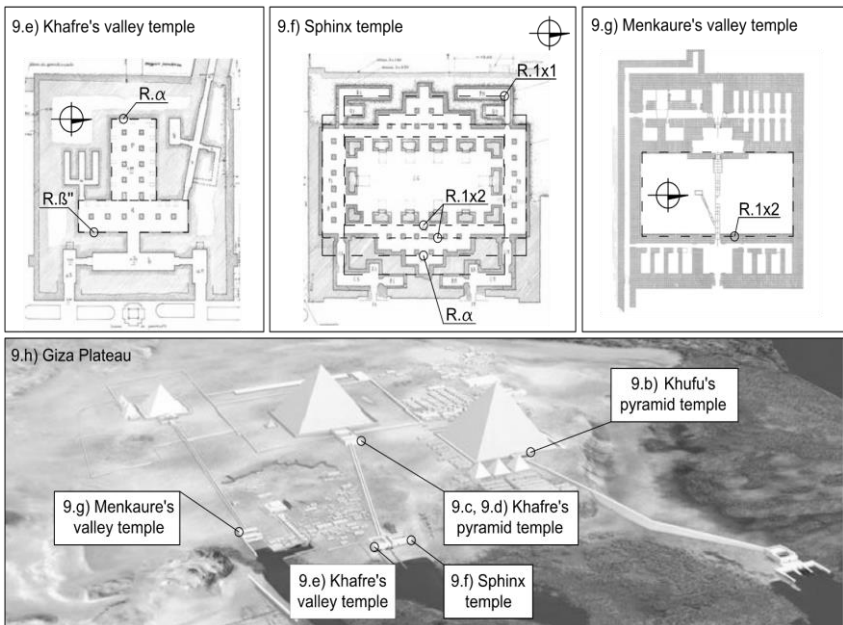 9.e) Khafre's valley temple
R.α
R.ß"
9.f) Sphinx temple
R.1x1
R.1x2
R.α
9.g) Menkaure's valley temple
R.1x2
9.h) Giza Plateau
9.b) Khufu's
pyramid temple
9.g) Menkaure's
valley temple
9.c, 9.d) Khafre's
pyramid temple
9.e) Khafre's
valley temple
9.f) Sphinx
temple